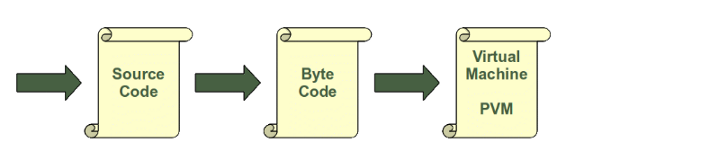 Source
Code
Byte
Code
Virtual
Machine
PVM